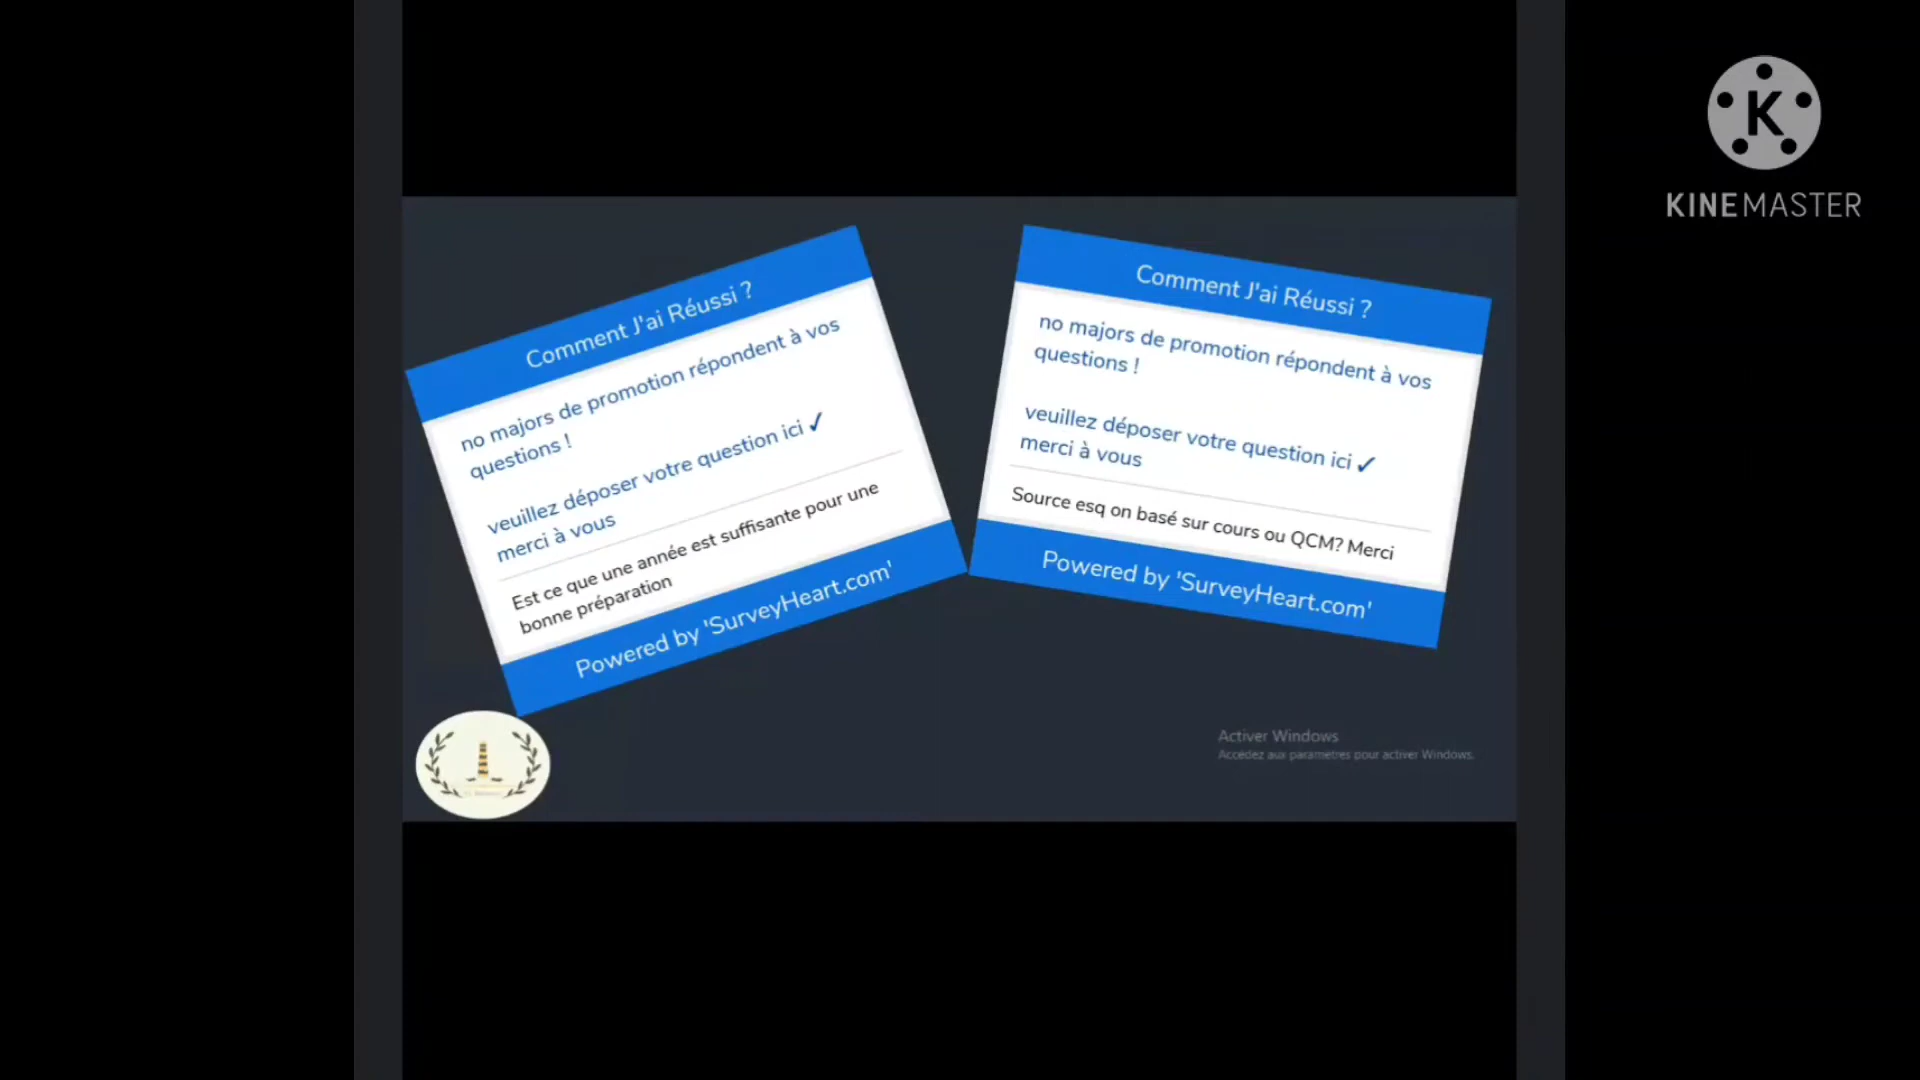 Comment J'ai Réussi ?
no majors de promotion répondent à vos
questions !
veuillez déposer votre question ici ✓
merci à vous
Est ce que une année est suffisante pour une
bonne préparation
Powered by 'SurveyHeart.com'
Comment J'ai Réussi ?
no majors de promotion répondent à vos
questions !
veuillez déposer votre question ici ✓
merci à vous
Source esq on basé sur cours ou QCM? Merci
Powered by 'SurveyHeart.com'
Activer Windows
Accédez aux paramètres pour activer Windows.
K
KINEMASTER